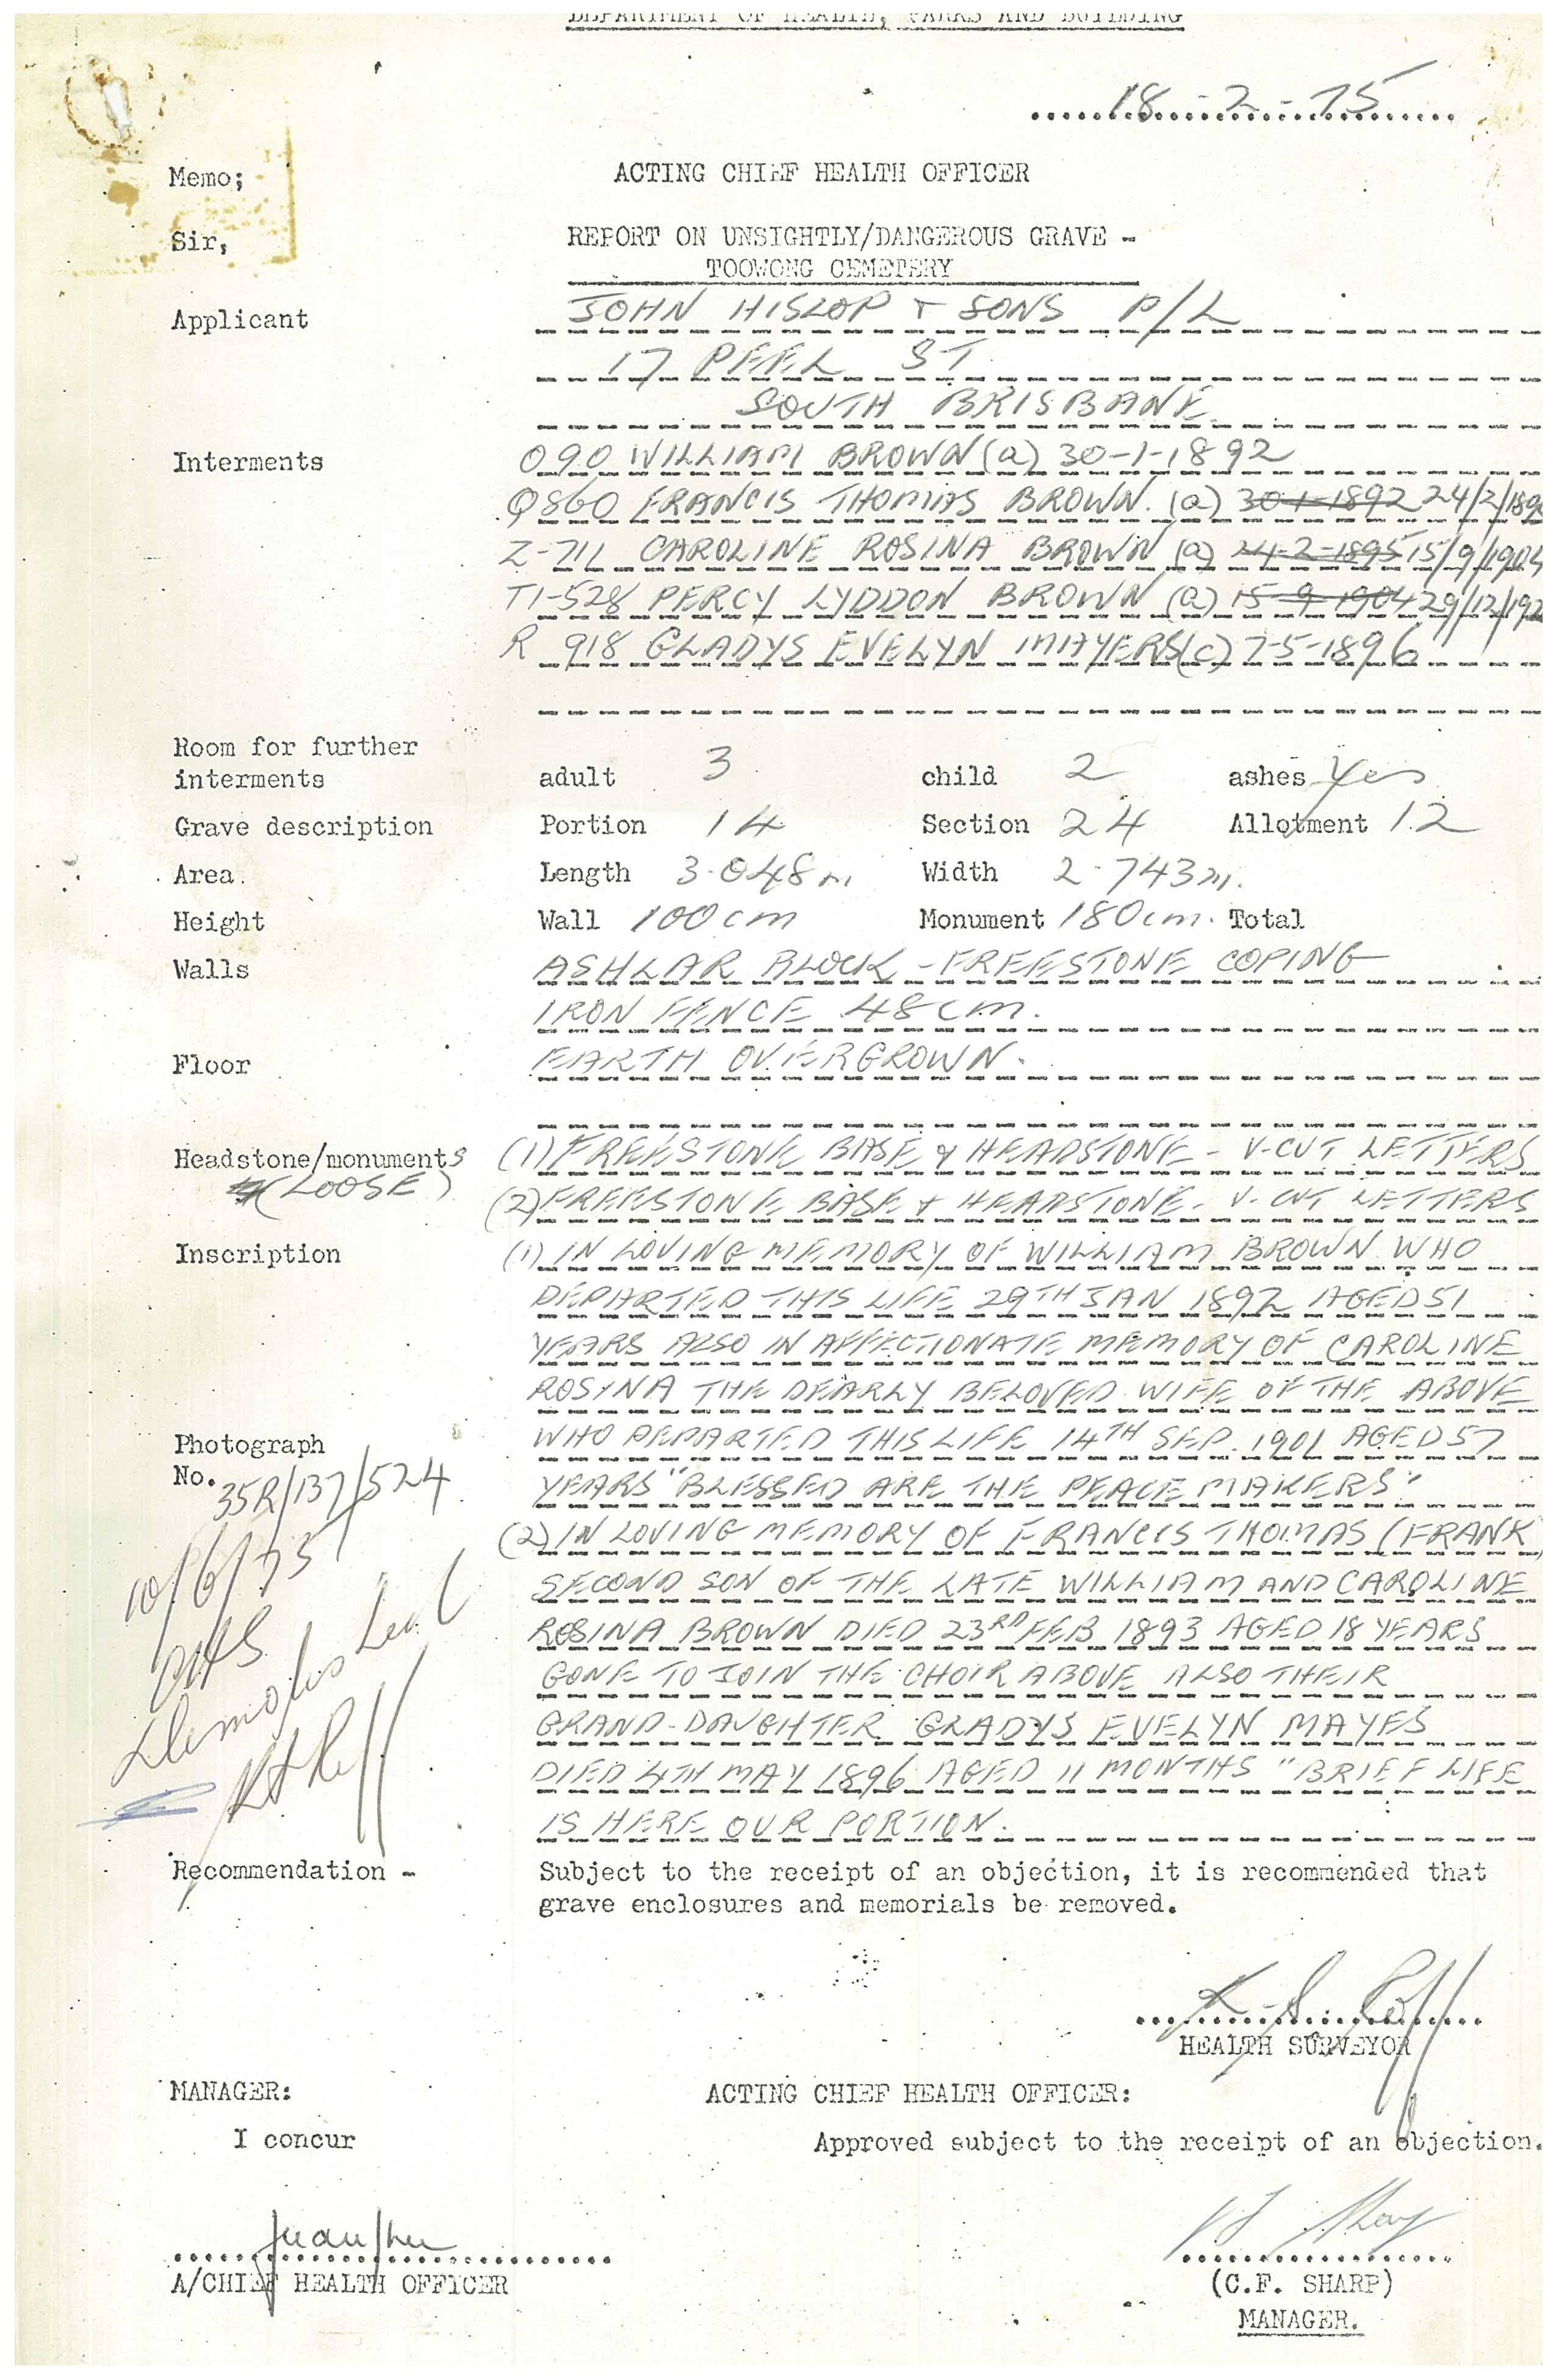 DEPARTMENT OF HEALTH, PARKS AND BUILDING
18-2-75
Memo;
ACTING CHIEF HEALTH OFFICER
Sir,
REPORT ON UNSIGHTLY/DANGEROUS GRAVE -
TOOWONG CEMETERY
Applicant
JOHN HISLOP & SONS P/L
17 PEEL ST
SOUTH BRISBANE
Interments
090 WILLIAM BROWN (a) 30-1-1892
Q860 FRANCIS THOMAS BROWN. (a) 30-1-1892 24/2/189
Z-711 CAROLINE ROSINA BROWN (a) 24-2-1895 15/9/190
T1-528 PERCY LYDDON BROWN (a) 15-9-1904 29/12/192
R 918 GLADYS EVELYN MAYERS (c) 7-5-1896
Room for further
interments adult 3 child 2 ashes Yes
Grave description Portion 14 Section 24 Allotment 12
Area. Length 3.048m Width 2.743m.
Height Wall 100cm Monument 180cm. Total
Walls ASHLAR BLOCK - FREESTONE COPING
IRON FENCE 48cm.
Floor EARTH OVERGROWN.
Headstone/monuments (1) FREESTONE BASE & HEADSTONE - V-CUT LETTERS
(LOOSE) (2) FREESTONE BASE & HEADSTONE - V. CUT LETTERS
Inscription (1) IN LOVING MEMORY OF WILLIAM BROWN WHO
DEPARTED THIS LIFE 29TH JAN 1892 AGED 51
YEARS ALSO IN AFFECTIONATE MEMORY OF CAROLINE
ROSINA THE DEARLY BELOVED WIFE OF THE ABOVE
Photograph WHO DEPARTED THIS LIFE 14TH SEP. 1901 AGED 57
No. 35R/137/524 YEARS "BLESSED ARE THE PEACE MAKERS"
(2) IN LOVING MEMORY OF FRANCIS THOMAS (FRANK)
SECOND SON OF THE LATE WILLIAM AND CAROLINE
ROSINA BROWN DIED 23RD FEB 1893 AGED 18 YEARS
GONE TO JOIN THE CHOIR ABOVE ALSO THEIR
GRAND-DAUGHTER GLADYS EVELYN MAYES
DIED 4TH MAY 1896 AGED 11 MONTHS "BRIEF LIFE
IS HERE OUR PORTION.
10/6/75
Recommendation - Subject to the receipt of an objection, it is recommended that
grave enclosures and memorials be removed.
HEALTH SURVEYOR
MANAGER: ACTING CHIEF HEALTH OFFICER:
I concur Approved subject to the receipt of an objection.
A/CHIEF HEALTH OFFICER (C.F. SHARP)
MANAGER.